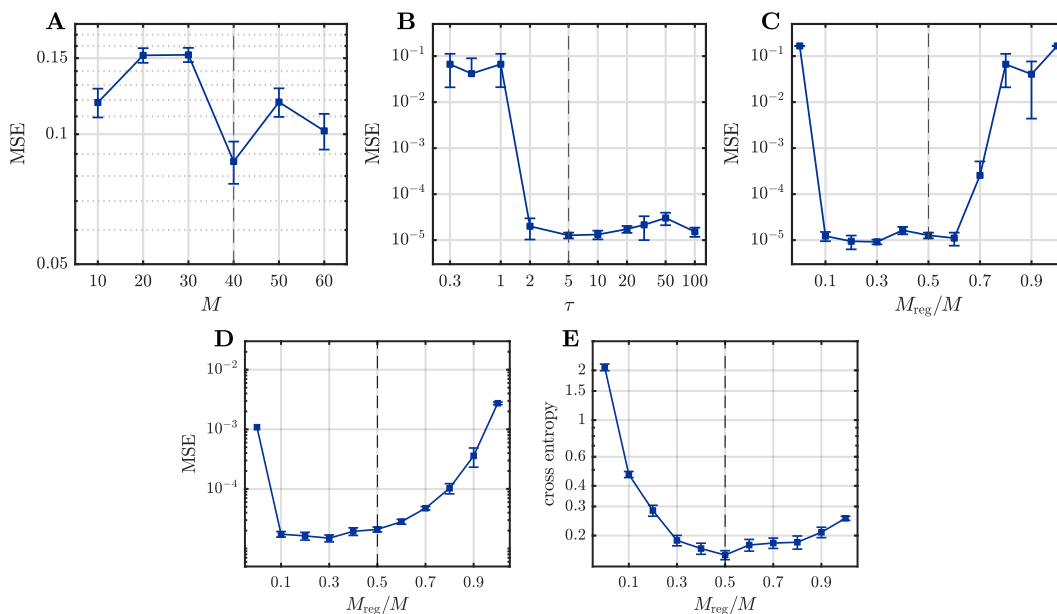 A
MSE
0.15
0.1
0.05
10 20 30 40 50 60
M
B
MSE
10⁻¹
10⁻²
10⁻³
10⁻⁴
10⁻⁵
0.3 1 2 5 10 20 50 100
τ
C
MSE
10⁻¹
10⁻²
10⁻³
10⁻⁴
10⁻⁵
0.1 0.3 0.5 0.7 0.9
M_reg/M
D
MSE
10⁻²
10⁻³
10⁻⁴
0.1 0.3 0.5 0.7 0.9
M_reg/M
E
cross entropy
2
1.5
1
0.6
0.4
0.3
0.2
0.1 0.3 0.5 0.7 0.9
M_reg/M